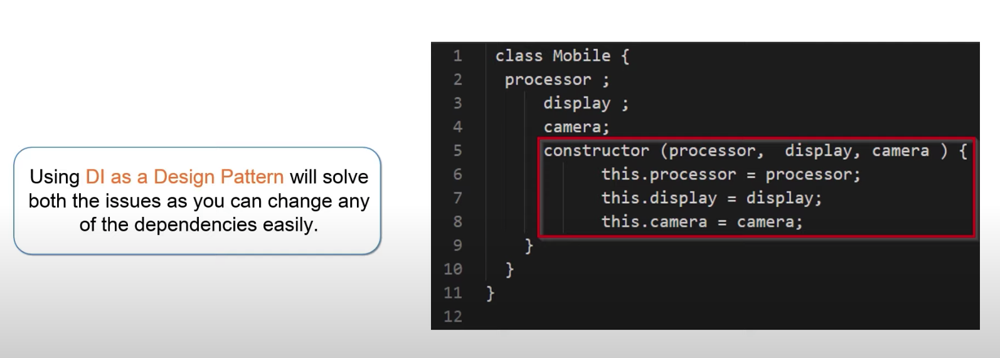 Using DI as a Design Pattern will solve
both the issues as you can change any
of the dependencies easily.
1 class Mobile {
2 processor ;
3 display ;
4 camera;
5 constructor (processor, display, camera ) {
6 this.processor = processor;
7 this.display = display;
8 this.camera = camera;
9 }
10 }
11 }
12